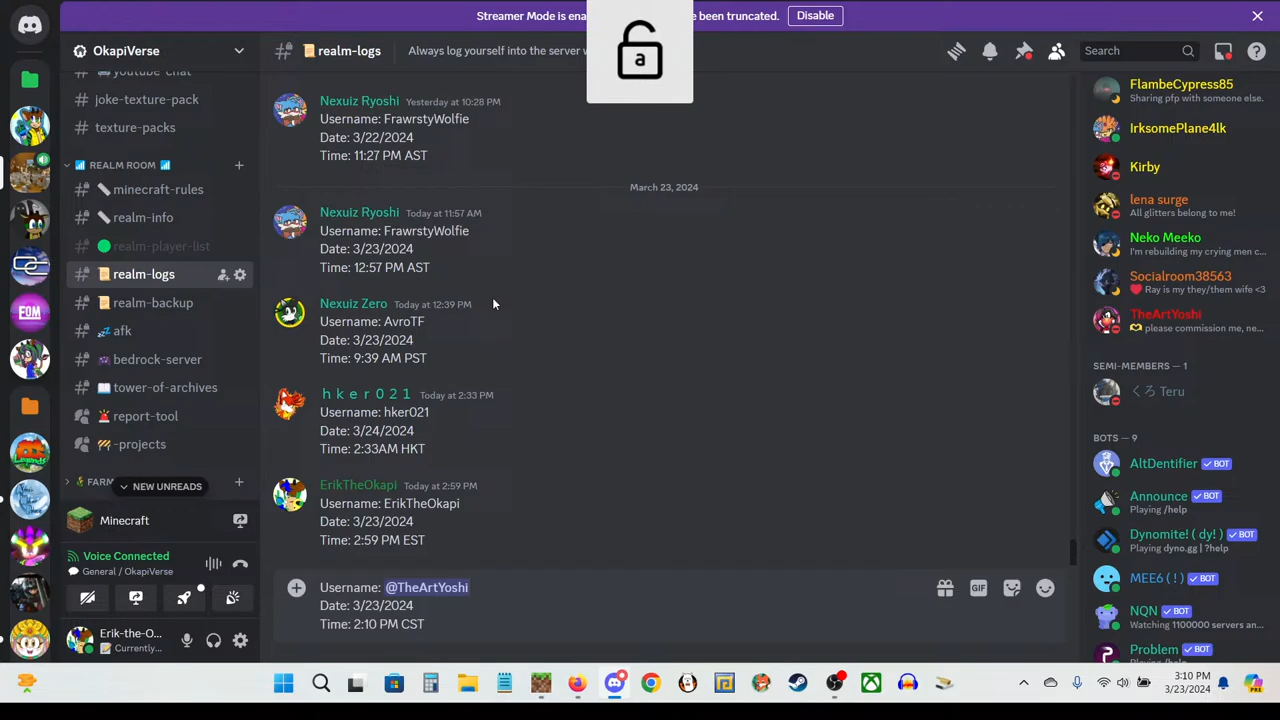 Streamer Mode is ena
been truncated.
Disable
a
OkapiVerse
realm-logs
Always log yourself into the server w
Search
youtube-chat
joke-texture-pack
texture-packs
REALM ROOM
minecraft-rules
realm-info
realm-player-list
realm-logs
realm-backup
afk
bedrock-server
tower-of-archives
report-tool
-projects
FARM
NEW UNREADS
Minecraft
Voice Connected
General / OkapiVerse
Erik-the-O...
Currently...
EOM
Nexuiz Ryoshi Yesterday at 10:28 PM
Username: FrawrstyWolfie
Date: 3/22/2024
Time: 11:27 PM AST
March 23, 2024
Nexuiz Ryoshi Today at 11:57 AM
Username: FrawrstyWolfie
Date: 3/23/2024
Time: 12:57 PM AST
Nexuiz Zero Today at 12:39 PM
Username: AvroTF
Date: 3/23/2024
Time: 9:39 AM PST
ｈｋｅｒ０２１ Today at 2:33 PM
Username: hker021
Date: 3/24/2024
Time: 2:33AM HKT
ErikTheOkapi Today at 2:59 PM
Username: ErikTheOkapi
Date: 3/23/2024
Time: 2:59 PM EST
Username: @TheArtYoshi
Date: 3/23/2024
Time: 2:10 PM CST
GIF
FlambeCypress85
Sharing pfp with someone else.
IrksomePlane4lk
Kirby
lena surge
All glitters belong to me!
Neko Meeko
I'm rebuilding my crying men c
Socialroom38563
Ray is my they/them wife <3
TheArtYoshi
please commission me, ne...
SEMI-MEMBERS — 1
くろ Teru
BOTS — 9
AltDentifier BOT
Announce BOT
Playing /help
Dynomite! ( dy! ) BOT
Playing dyno.gg | ?help
MEE6 ( ! ) BOT
NQN BOT
Watching 1100000 servers an...
Problem BOT
3:10 PM
3/23/2024
PRE